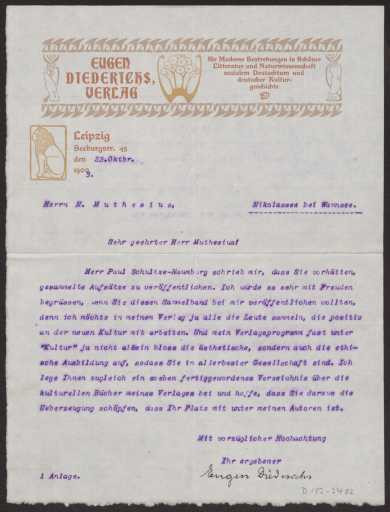 EUGEN
DIEDERICHS,
VERLAG
für Moderne Bestrebungen in Schöner
Litteratur und Naturwissenschaft
sozialem Deutschtum und
deutscher Kultur-
geschichte
Leipzig
Seeburgstr. 45
den 23.Oktbr.
1903.
Herrn H. Muthesius,
Nikolassee bei Wannsee.
Sehr geehrter Herr Muthesius!
Herr Paul Schultze-Naumburg schrieb mir, dass Sie vorhätten,
gesammelte Aufsätze zu veröffentlichen. Ich würde es sehr mit Freuden
begrüssen, wenn Sie diesen Sammelband bei mir veröffentlichen wollten,
denn ich möchte in meinem Verlag ja alle die Leute sammeln, die positiv
an der neuen Kultur mit arbeiten. Und mein Verlagsprogramm fasst unter
"Kultur" ja nicht allein bloss die ästhetische, sondern auch die ethi-
sche Ausbildung auf, sodass Sie in allerbester Gesellschaft sind. Ich
lege Ihnen zugleich ein soeben fertiggewordenes Verzeichnis über die
kulturellen Bücher meines Verlages bei und hoffe, dass Sie daraus die
Ueberzeugung schöpfen, dass Ihr Platz mit unter meinen Autoren ist.
Mit vorzüglicher Hochachtung
Ihr ergebener
Eugen Diederichs
1 Anlage.